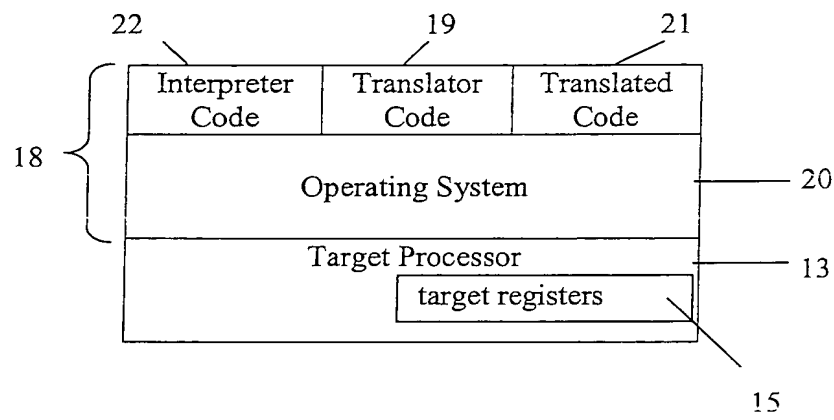 22 19 21
Interpreter Code
Translator Code
Translated Code
18
Operating System
20
Target Processor
13
target registers
15